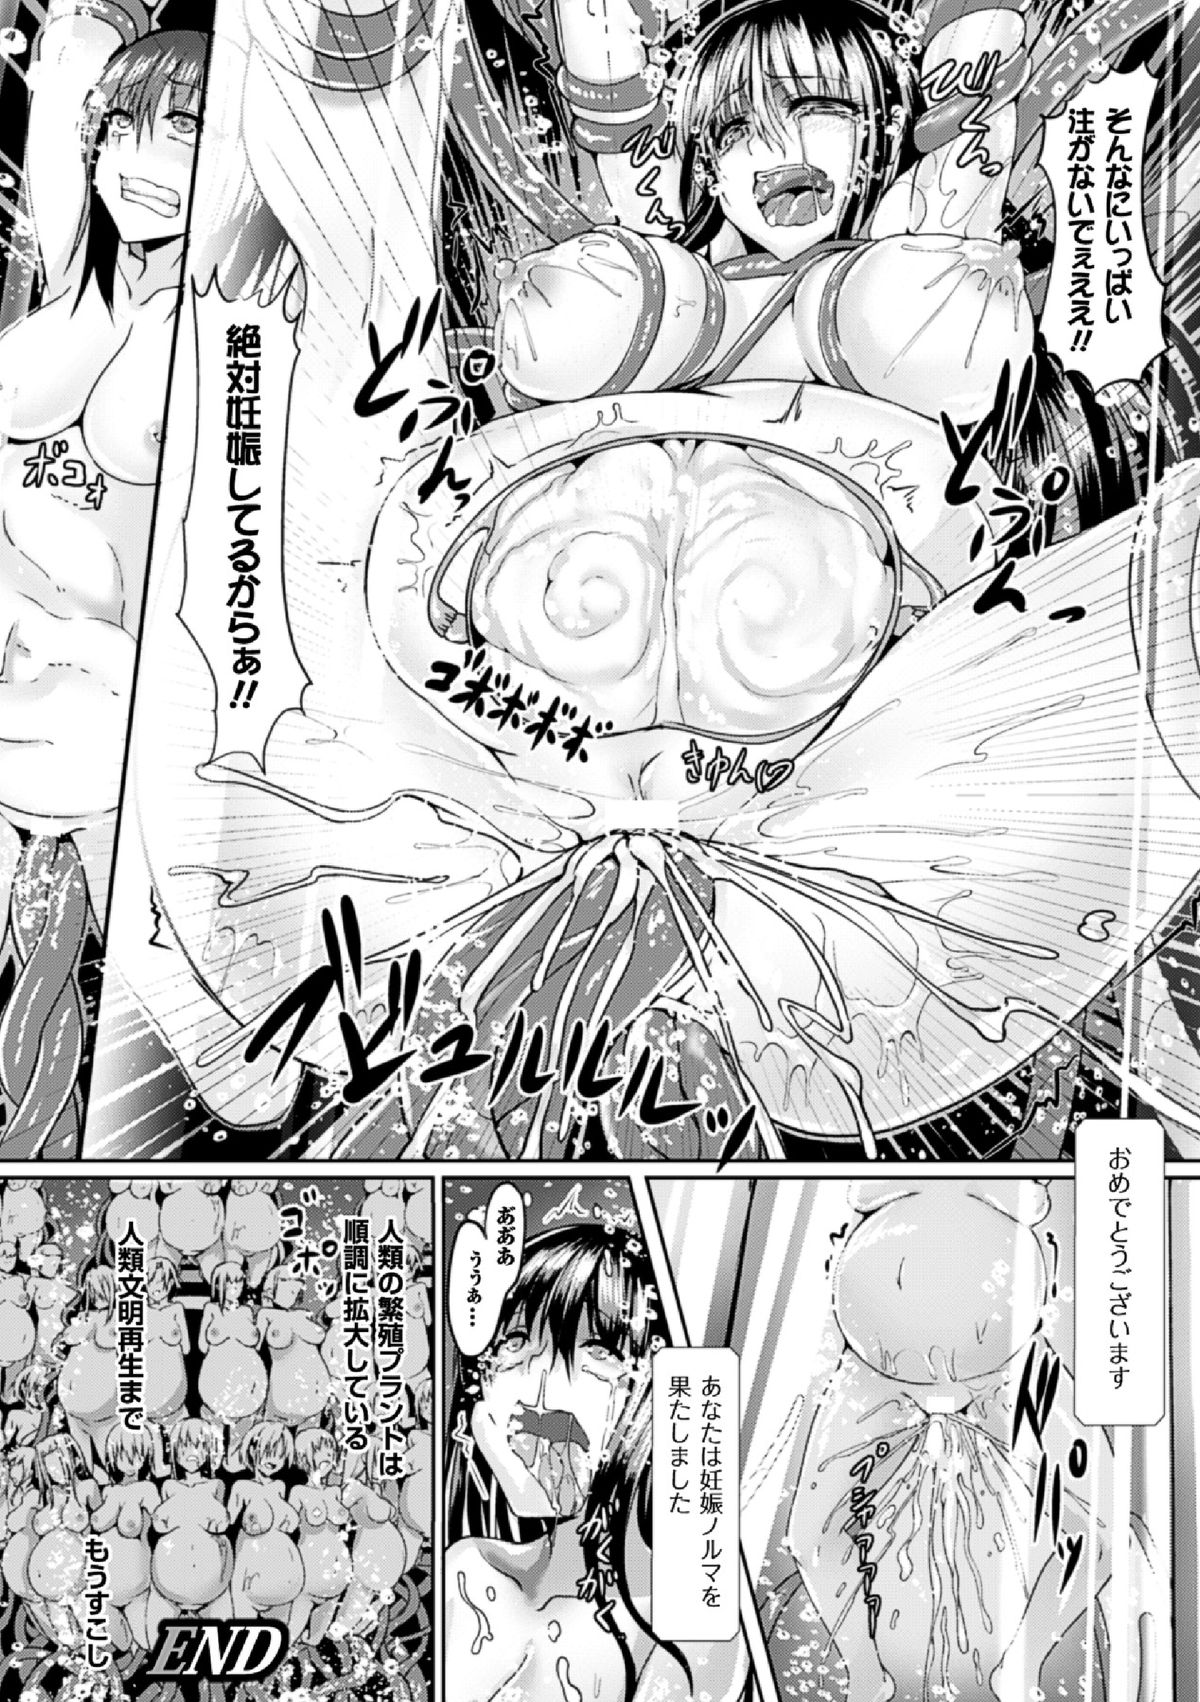 そんなにいっぱい
注がないでぇぇぇ!!
びくんっ
びくんっ
どぷ。
んっ
どぷぷ。んっ
絶対妊娠してるからぁ!!
ボコォ
ゴボボボボ
きゅん♡
ブビュルルルルッ
おめでとうございます
プシャァァァァ
あなたは妊娠ノルマを
果たしました
あ゛あ゛あ
うぅぁ…
がく
がく
ゴポッ
人類の繁殖プラントは
順調に拡大している
人類文明再生まで
もうすこし
END